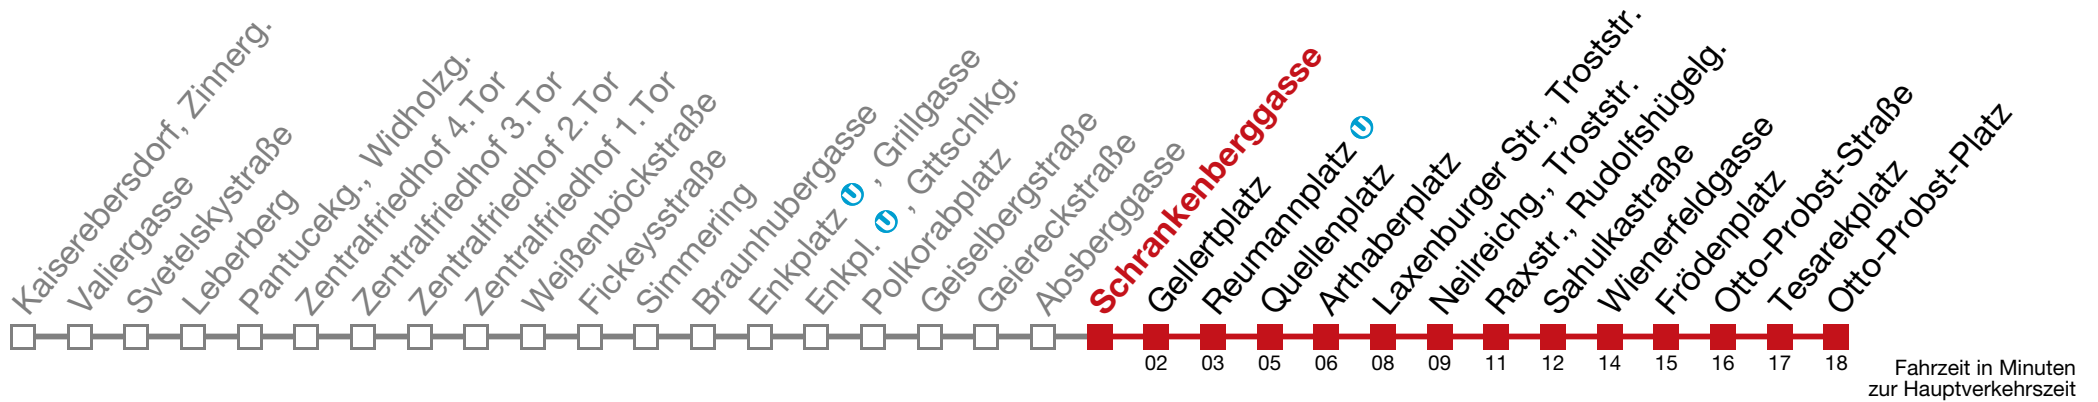 Kaiserebersdorf, Zinnerg.
Valiergasse
Svetelskystraße
Leberberg
Pantucekg., Widholzg.
Zentralfriedhof 4.Tor
Zentralfriedhof 3.Tor
Zentralfriedhof 2.Tor
Zentralfriedhof 1.Tor
Weißenböckstraße
Fickeysstraße
Simmering
Braunhubergasse
Enkplatz U , Grillgasse
Enkpl. U , Gttschlkg.
Polkorabplatz
Geiselbergstraße
Geiereckstraße
Absberggasse
Schrankenberggasse
Gellertplatz
Reumannplatz U
Quellenplatz
Arthaberplatz
Laxenburger Str., Troststr.
Neilreichg., Troststr.
Raxstr., Rudolfshügelg.
Sahulkastraße
Wienerfeldgasse
Frödenplatz
Otto-Probst-Straße
Tesarekplatz
Otto-Probst-Platz
02 03 05 06 08 09 11 12 14 15 16 17 18
Fahrzeit in Minuten
zur Hauptverkehrszeit